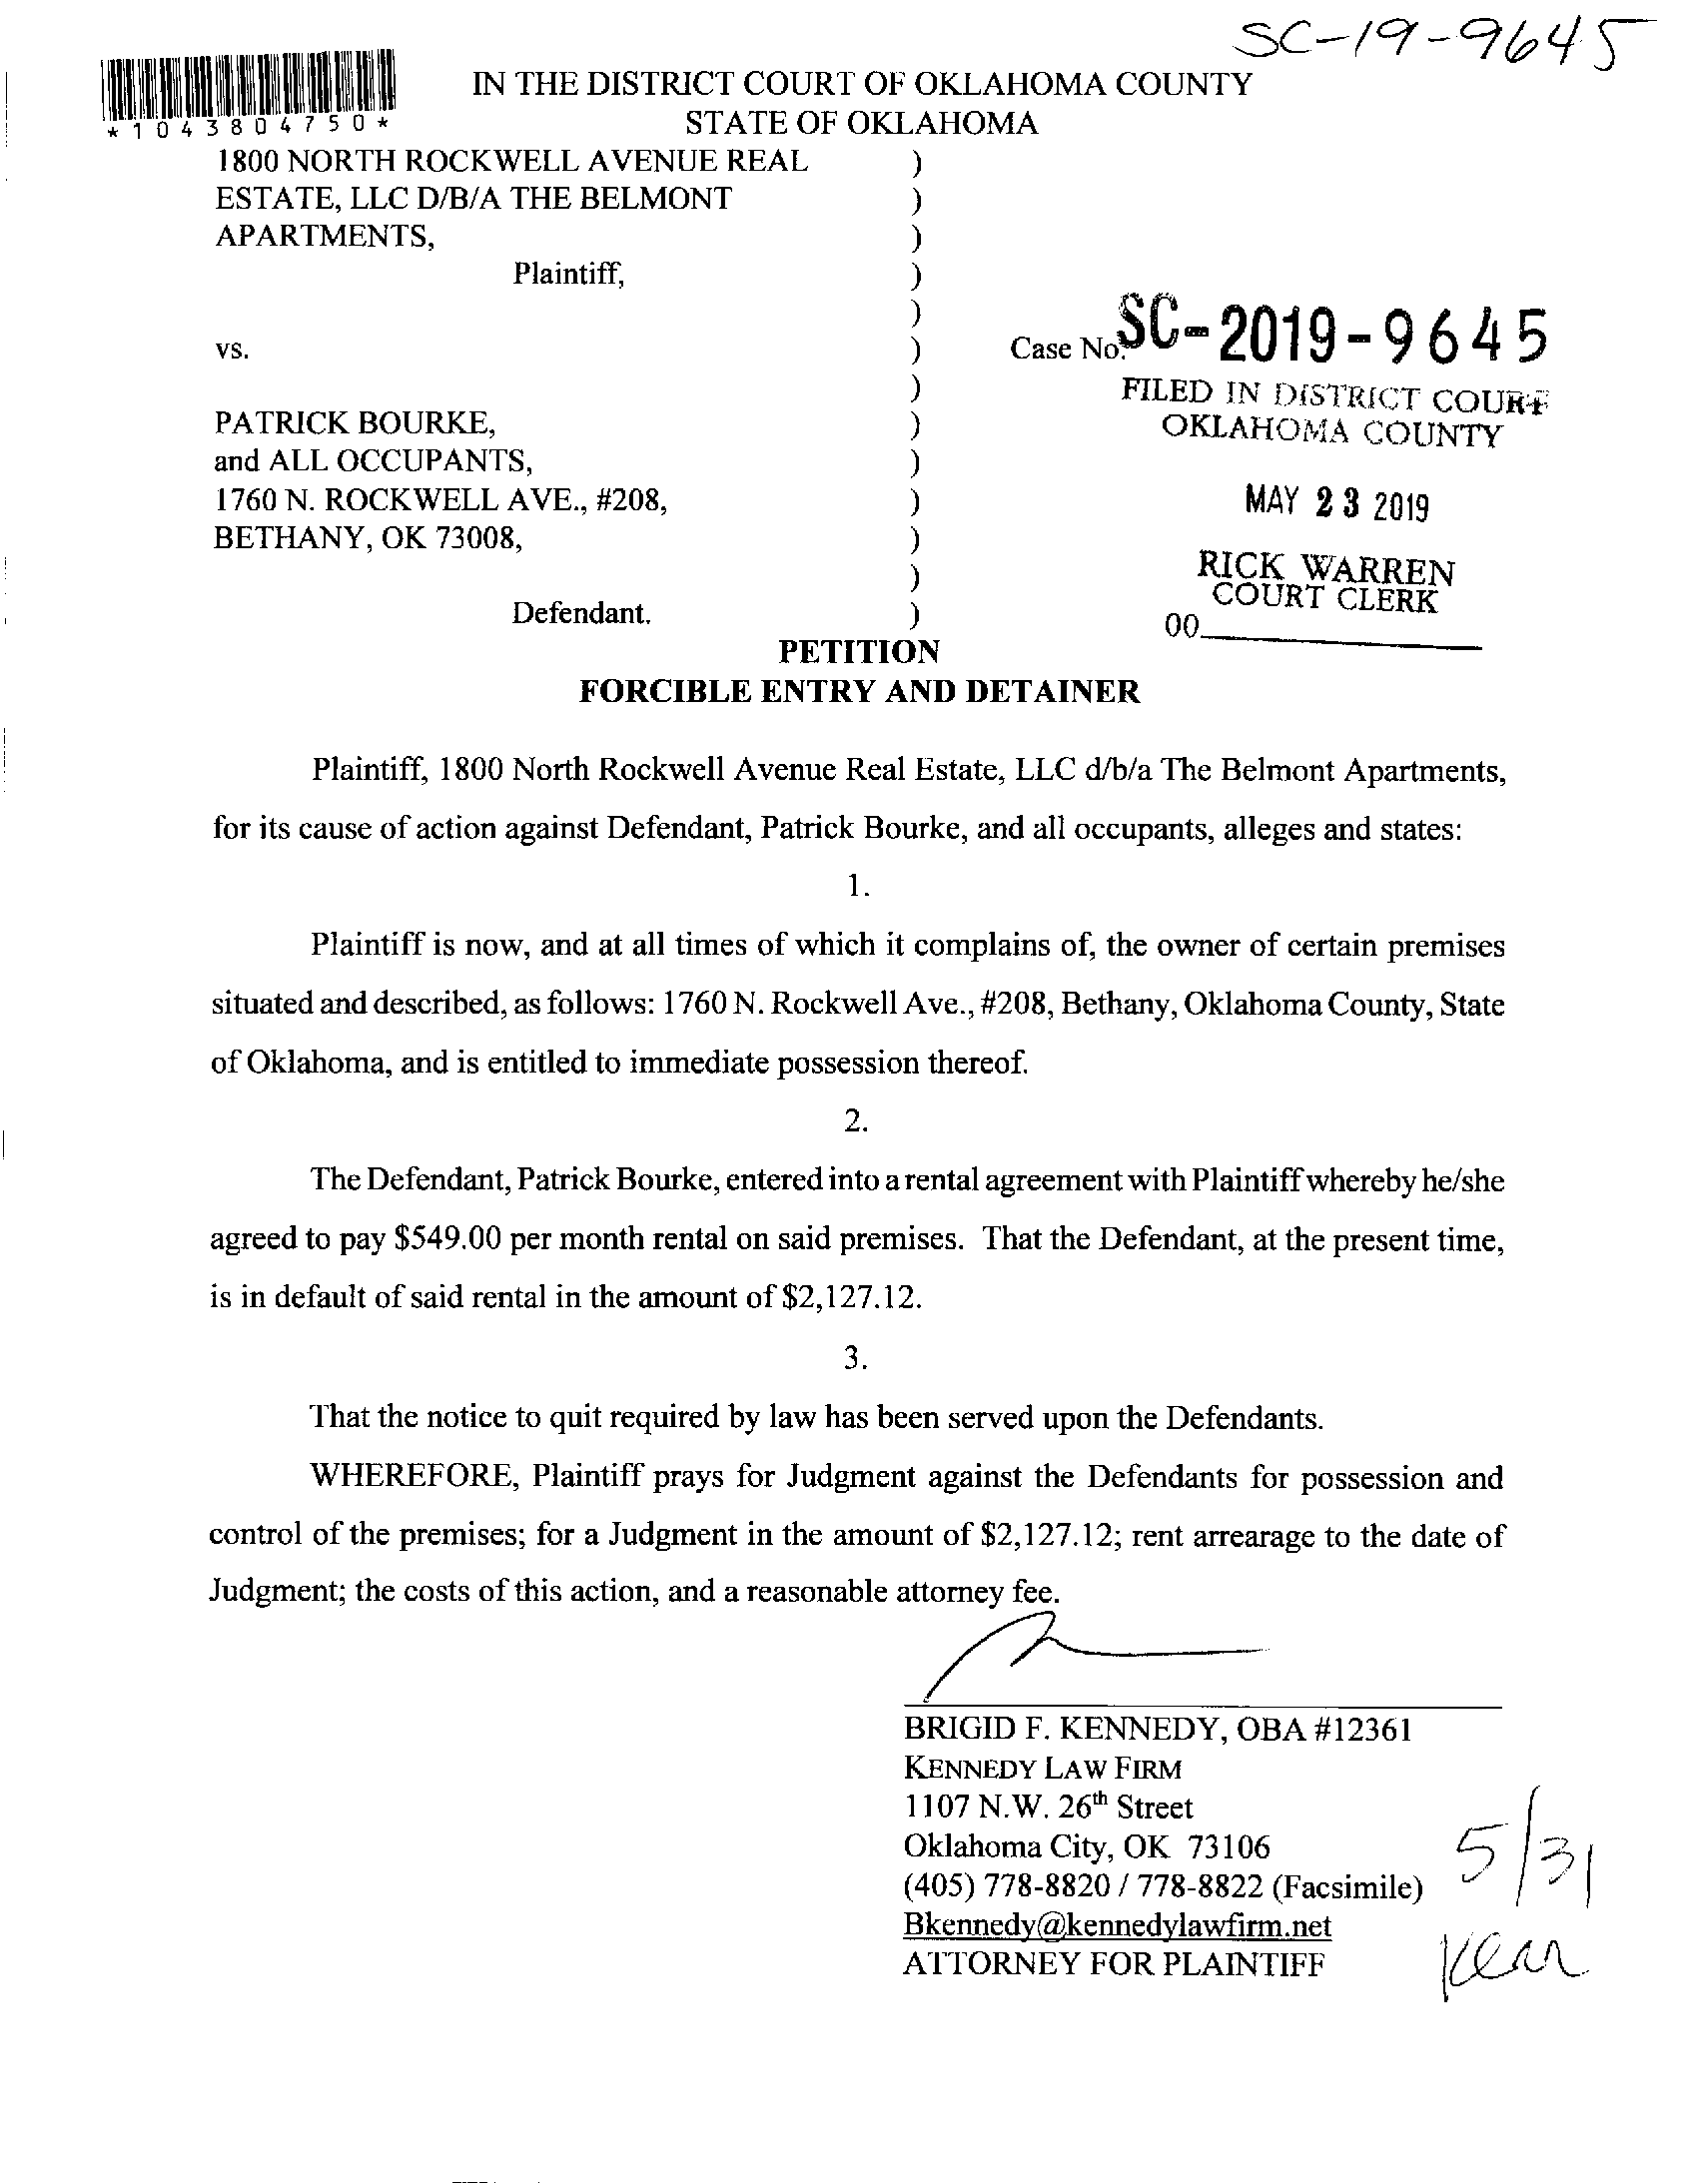 SC-19-9645
*1043804750*
IN THE DISTRICT COURT OF OKLAHOMA COUNTY
STATE OF OKLAHOMA
1800 NORTH ROCKWELL AVENUE REAL )
ESTATE, LLC D/B/A THE BELMONT )
APARTMENTS, )
Plaintiff, )
)
vs. ) Case No. SC-2019-9645
)
FILED IN DISTRICT COURT
OKLAHOMA COUNTY
PATRICK BOURKE, )
and ALL OCCUPANTS, )
1760 N. ROCKWELL AVE., #208, ) MAY 23 2019
BETHANY, OK 73008, )
) RICK WARREN
COURT CLERK
Defendant. ) 00
PETITION
FORCIBLE ENTRY AND DETAINER
Plaintiff, 1800 North Rockwell Avenue Real Estate, LLC d/b/a The Belmont Apartments,
for its cause of action against Defendant, Patrick Bourke, and all occupants, alleges and states:
1.
Plaintiff is now, and at all times of which it complains of, the owner of certain premises
situated and described, as follows: 1760 N. Rockwell Ave., #208, Bethany, Oklahoma County, State
of Oklahoma, and is entitled to immediate possession thereof.
2.
The Defendant, Patrick Bourke, entered into a rental agreement with Plaintiff whereby he/she
agreed to pay $549.00 per month rental on said premises. That the Defendant, at the present time,
is in default of said rental in the amount of $2,127.12.
3.
That the notice to quit required by law has been served upon the Defendants.
WHEREFORE, Plaintiff prays for Judgment against the Defendants for possession and
control of the premises; for a Judgment in the amount of $2,127.12; rent arrearage to the date of
Judgment; the costs of this action, and a reasonable attorney fee.
BRIGID F. KENNEDY, OBA #12361
KENNEDY LAW FIRM
1107 N.W. 26th Street
Oklahoma City, OK 73106
(405) 778-8820 / 778-8822 (Facsimile)
Bkennedy@kennedylawfirm.net
ATTORNEY FOR PLAINTIFF
5/31